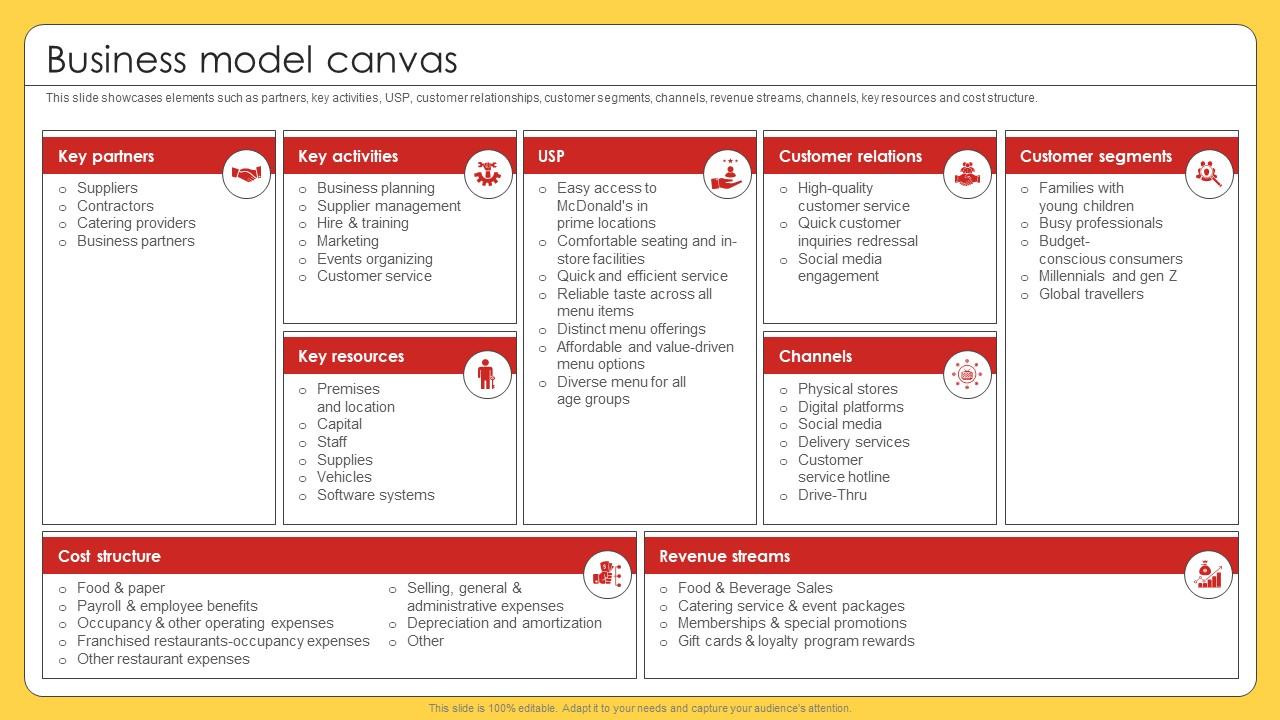 Business model canvas
This slide showcases elements such as partners, key activities, USP, customer relationships, customer segments, channels, revenue streams, channels, key resources and cost structure.
Key partners
o Suppliers
o Contractors
o Catering providers
o Business partners
Key activities
o Business planning
o Supplier management
o Hire & training
o Marketing
o Events organizing
o Customer service
Key resources
o Premises
and location
o Capital
o Staff
o Supplies
o Vehicles
o Software systems
USP
o Easy access to
McDonald's in
prime locations
o Comfortable seating and in-
store facilities
o Quick and efficient service
o Reliable taste across all
menu items
o Distinct menu offerings
o Affordable and value-driven
menu options
o Diverse menu for all
age groups
Customer relations
o High-quality
customer service
o Quick customer
inquiries redressal
o Social media
engagement
Channels
o Physical stores
o Digital platforms
o Social media
o Delivery services
o Customer
service hotline
o Drive-Thru
Customer segments
o Families with
young children
o Busy professionals
o Budget-
conscious consumers
o Millennials and gen Z
o Global travellers
Cost structure
o Food & paper
o Payroll & employee benefits
o Occupancy & other operating expenses
o Franchised restaurants-occupancy expenses
o Other restaurant expenses
o Selling, general &
administrative expenses
o Depreciation and amortization
o Other
Revenue streams
o Food & Beverage Sales
o Catering service & event packages
o Memberships & special promotions
o Gift cards & loyalty program rewards
This slide is 100% editable. Adapt it to your needs and capture your audience's attention.